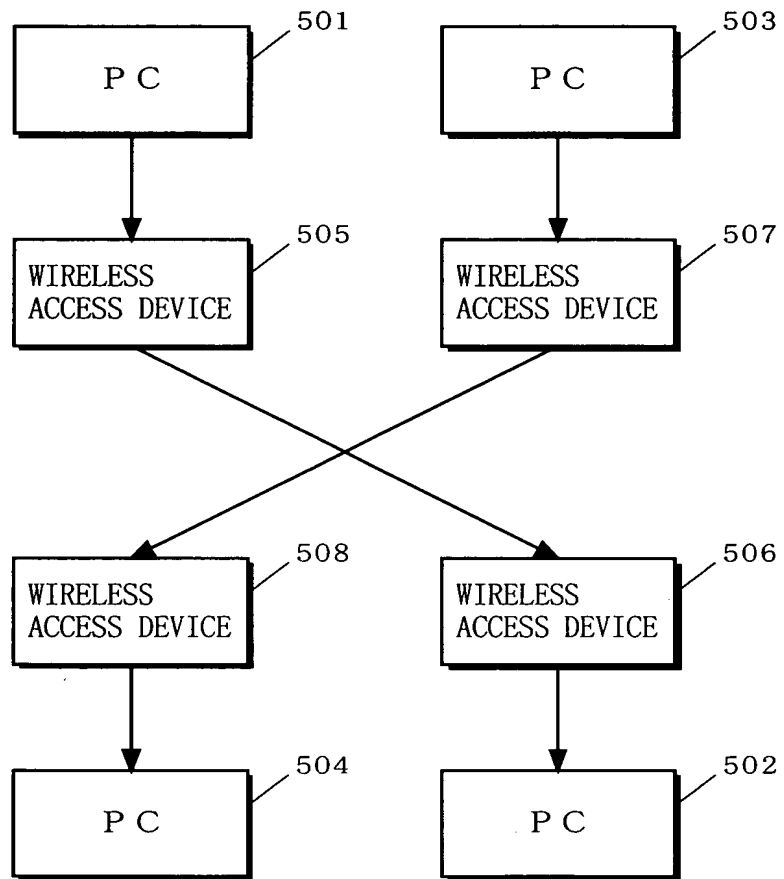 501
503
P C
P C
505
507
WIRELESS
ACCESS DEVICE
WIRELESS
ACCESS DEVICE
508
506
WIRELESS
ACCESS DEVICE
WIRELESS
ACCESS DEVICE
504
502
P C
P C